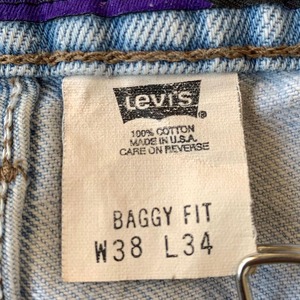 Levi's ®
100% COTTON
MADE IN U.S.A.
CARE ON REVERSE
BAGGY FIT
W38 L34